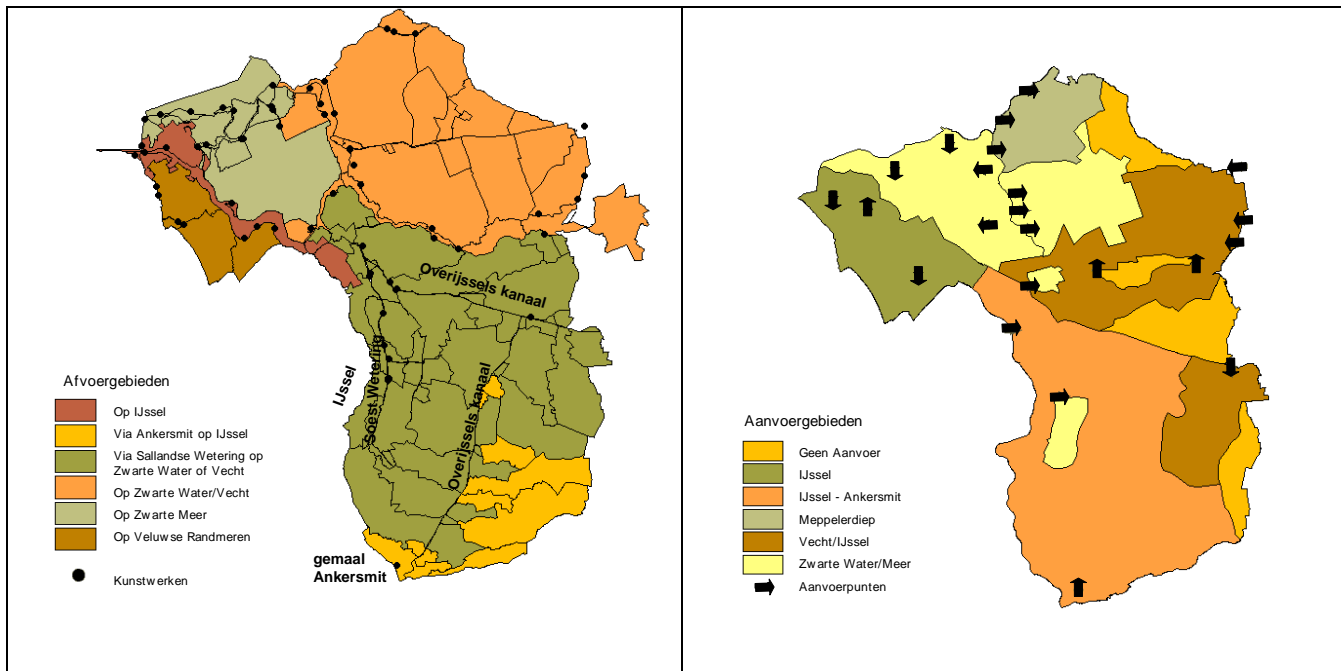 Overijssels kanaal
IJssel
Soest Wetering
Overijssels kanaal
gemaal
Ankersmit
Afvoergebieden
Op IJssel
Via Ankersmit op IJssel
Via Sallandse Wetering op
Zwarte Water of Vecht
Op Zwarte Water/Vecht
Op Zwarte Meer
Op Veluwse Randmeren
Kunstwerken
Aanvoergebieden
Geen Aanvoer
IJssel
IJssel - Ankersmit
Meppelerdiep
Vecht/IJssel
Zwarte Water/Meer
Aanvoerpunten